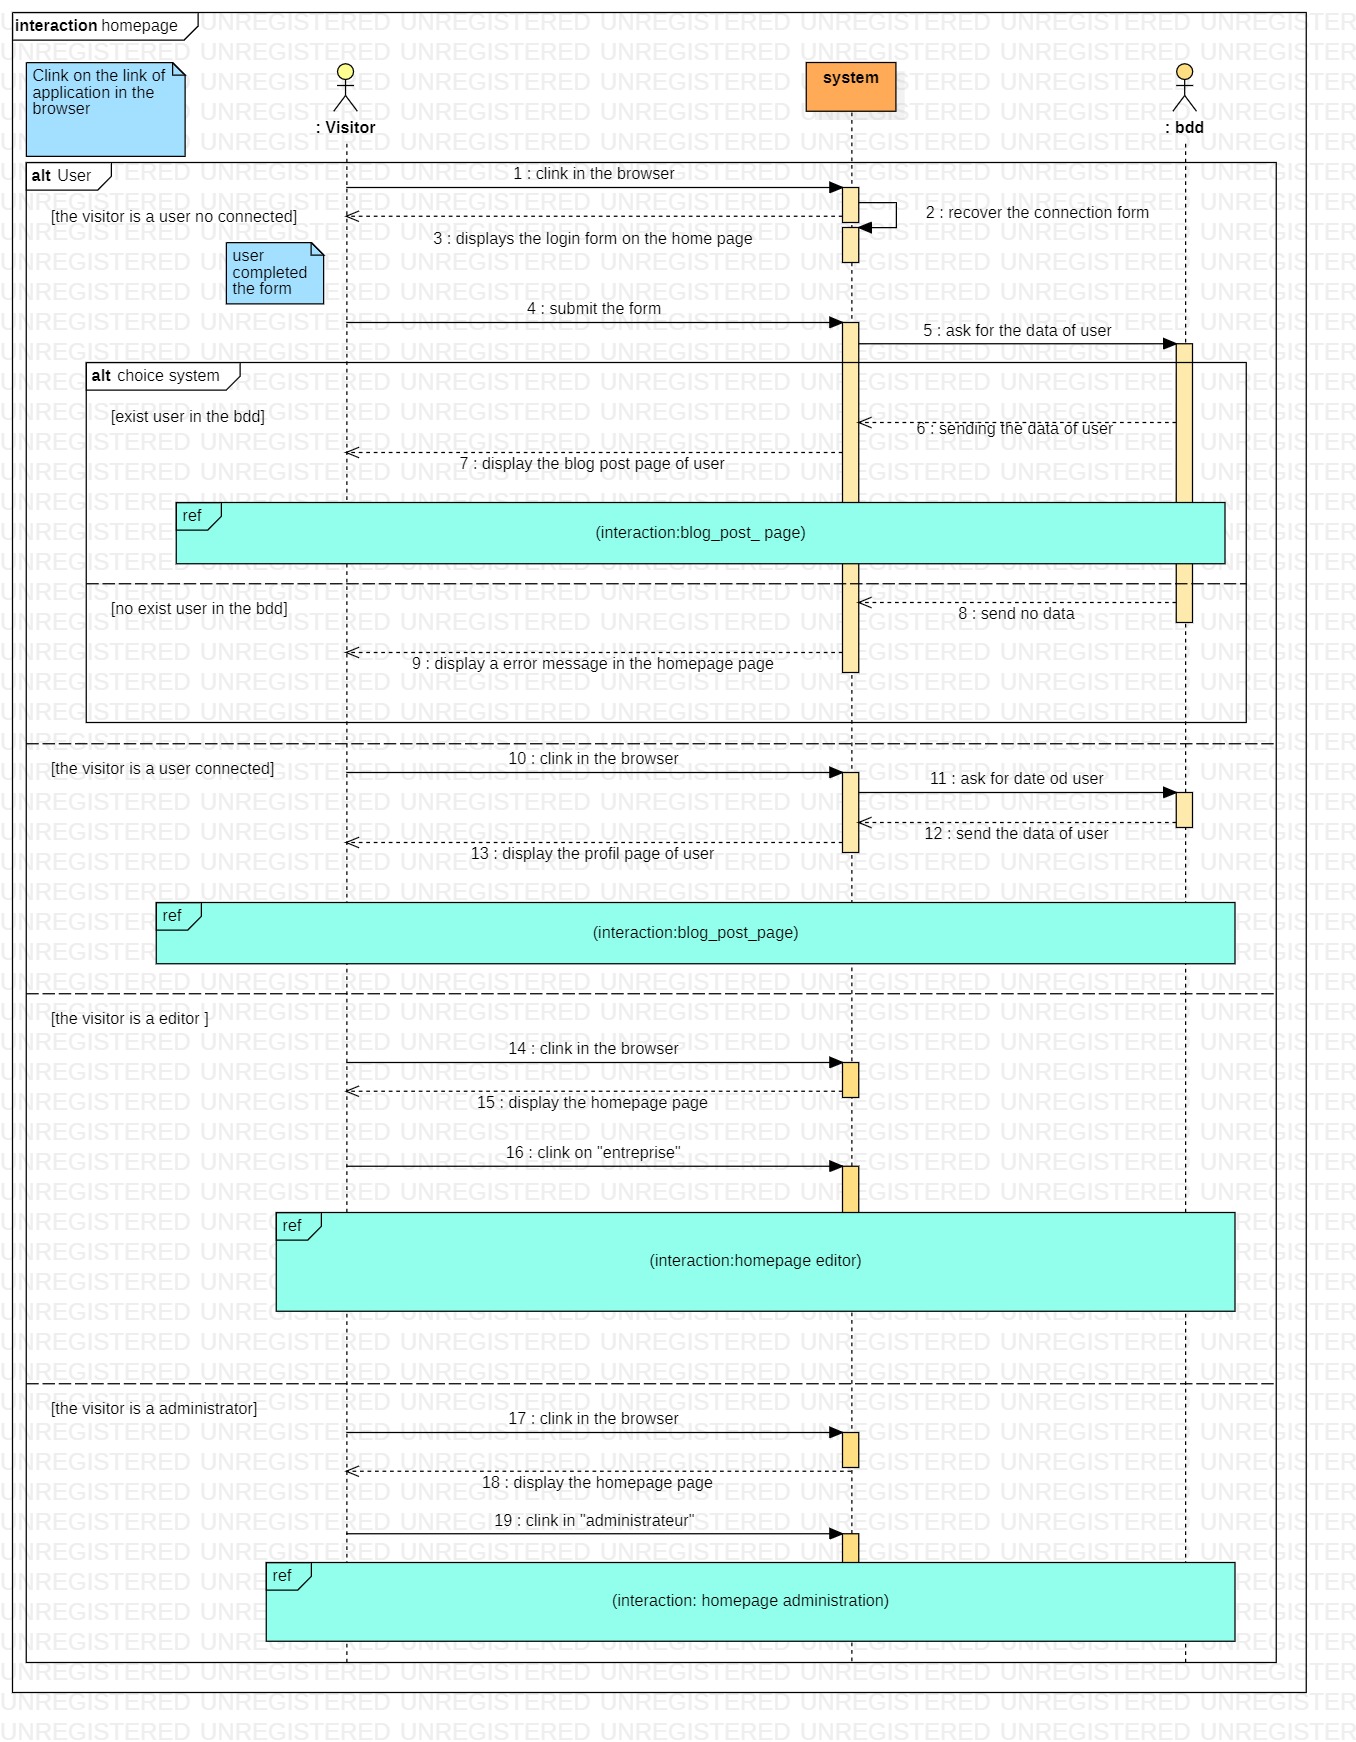 interaction homepage
Clink on the link of
application in the
browser
: Visitor
system
: bdd
alt User
1 : clink in the browser
[the visitor is a user no connected]
2 : recover the connection form
3 : displays the login form on the home page
user
completed
the form
4 : submit the form
5 : ask for the data of user
alt choice system
[exist user in the bdd]
6 : sending the data of user
7 : display the blog post page of user
ref
(interaction:blog_post_ page)
[no exist user in the bdd]
8 : send no data
9 : display a error message in the homepage page
[the visitor is a user connected]
10 : clink in the browser
11 : ask for date od user
12 : send the data of user
13 : display the profil page of user
ref
(interaction:blog_post_page)
[the visitor is a editor ]
14 : clink in the browser
15 : display the homepage page
16 : clink on "entreprise"
ref
(interaction:homepage editor)
[the visitor is a administrator]
17 : clink in the browser
18 : display the homepage page
19 : clink in "administrateur"
ref
(interaction: homepage administration)
UNREGISTERED UNREGISTERED UNREGISTERED UNREGISTERED UNREGISTERED UNREGISTERED UNREGISTERED